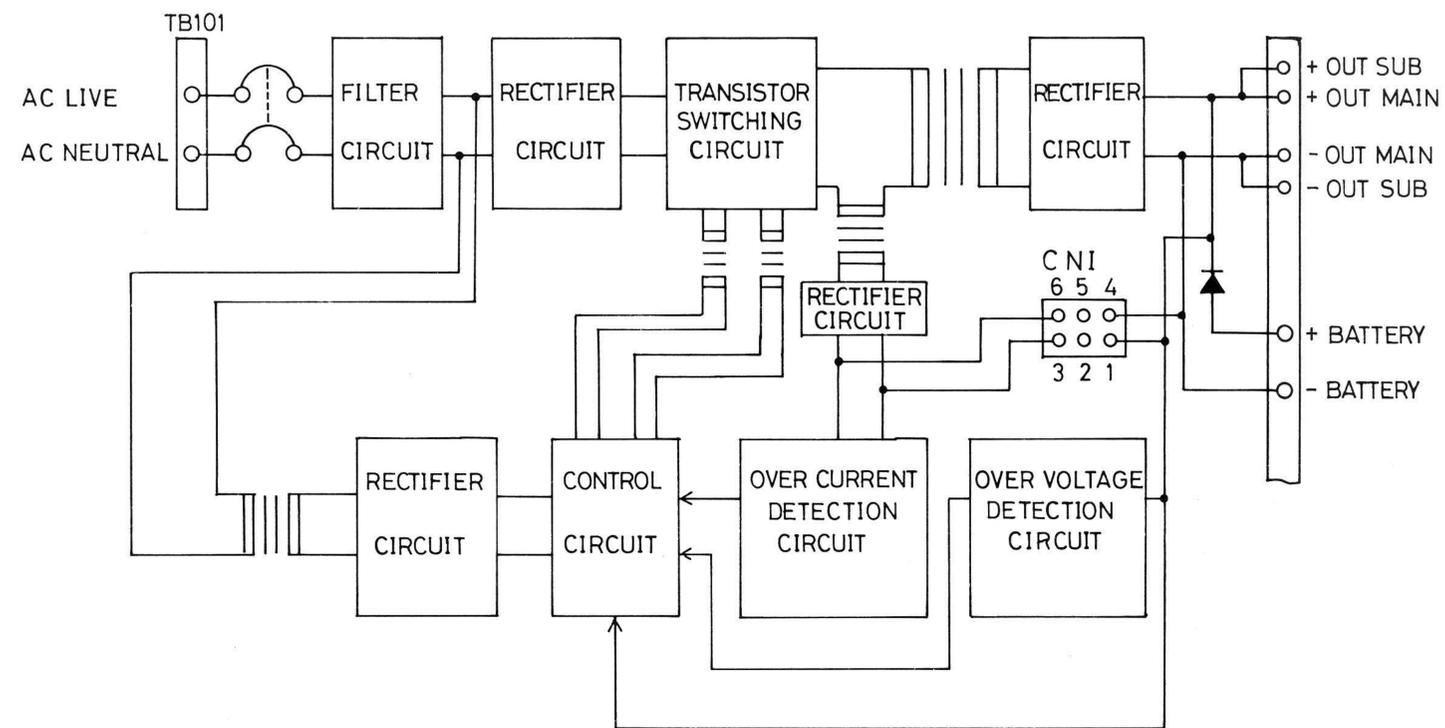 TB101
AC LIVE
AC NEUTRAL
FILTER
CIRCUIT
RECTIFIER
CIRCUIT
TRANSISTOR
SWITCHING
CIRCUIT
RECTIFIER
CIRCUIT
+ OUT SUB
+ OUT MAIN
- OUT MAIN
- OUT SUB
RECTIFIER
CIRCUIT
CNI
6 5 4
3 2 1
+ BATTERY
- BATTERY
RECTIFIER
CIRCUIT
CONTROL
CIRCUIT
OVER CURRENT
DETECTION
CIRCUIT
OVER VOLTAGE
DETECTION
CIRCUIT